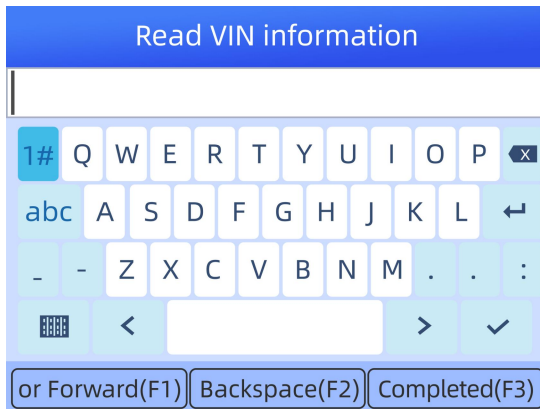 Read VIN information
1# Q W E R T Y U I O P X
abc A S D F G H J K L
_ - Z X C V B N M . . :
< >
or Forward(F1) Backspace(F2) Completed(F3)